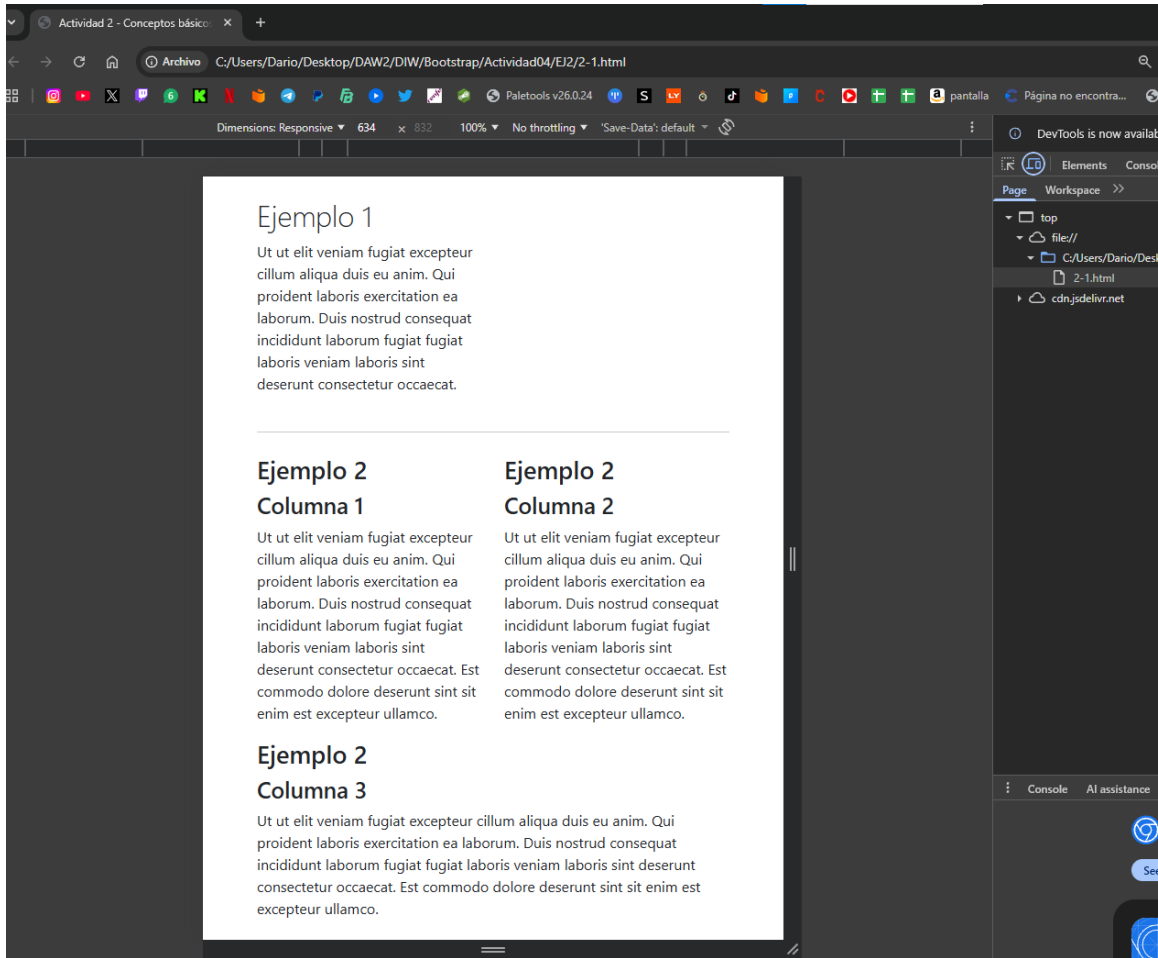 Actividad 2 - Conceptos básicos
Archivo C:/Users/Dario/Desktop/DAW2/DIW/Bootstrap/Actividad04/EJ2/2-1.html
Paletools v26.0.24 pantalla Página no encontra...
Dimensions: Responsive 634 x 832 100% No throttling 'Save-Data': default
DevTools is now availab
Elements Consol
Page Workspace
top
file://
C:/Users/Dario/Desk
2-1.html
cdn.jsdelivr.net
Ejemplo 1
Ut ut elit veniam fugiat excepteur
cillum aliqua duis eu anim. Qui
proident laboris exercitation ea
laborum. Duis nostrud consequat
incididunt laborum fugiat fugiat
laboris veniam laboris sint
deserunt consectetur occaecat.
Ejemplo 2
Columna 1
Ut ut elit veniam fugiat excepteur
cillum aliqua duis eu anim. Qui
proident laboris exercitation ea
laborum. Duis nostrud consequat
incididunt laborum fugiat fugiat
laboris veniam laboris sint
deserunt consectetur occaecat. Est
commodo dolore deserunt sint sit
enim est excepteur ullamco.
Ejemplo 2
Columna 2
Ut ut elit veniam fugiat excepteur
cillum aliqua duis eu anim. Qui
proident laboris exercitation ea
laborum. Duis nostrud consequat
incididunt laborum fugiat fugiat
laboris veniam laboris sint
deserunt consectetur occaecat. Est
commodo dolore deserunt sint sit
enim est excepteur ullamco.
Ejemplo 2
Columna 3
Ut ut elit veniam fugiat excepteur cillum aliqua duis eu anim. Qui
proident laboris exercitation ea laborum. Duis nostrud consequat
incididunt laborum fugiat fugiat laboris veniam laboris sint deserunt
consectetur occaecat. Est commodo dolore deserunt sint sit enim est
excepteur ullamco.
Console AI assistance
See